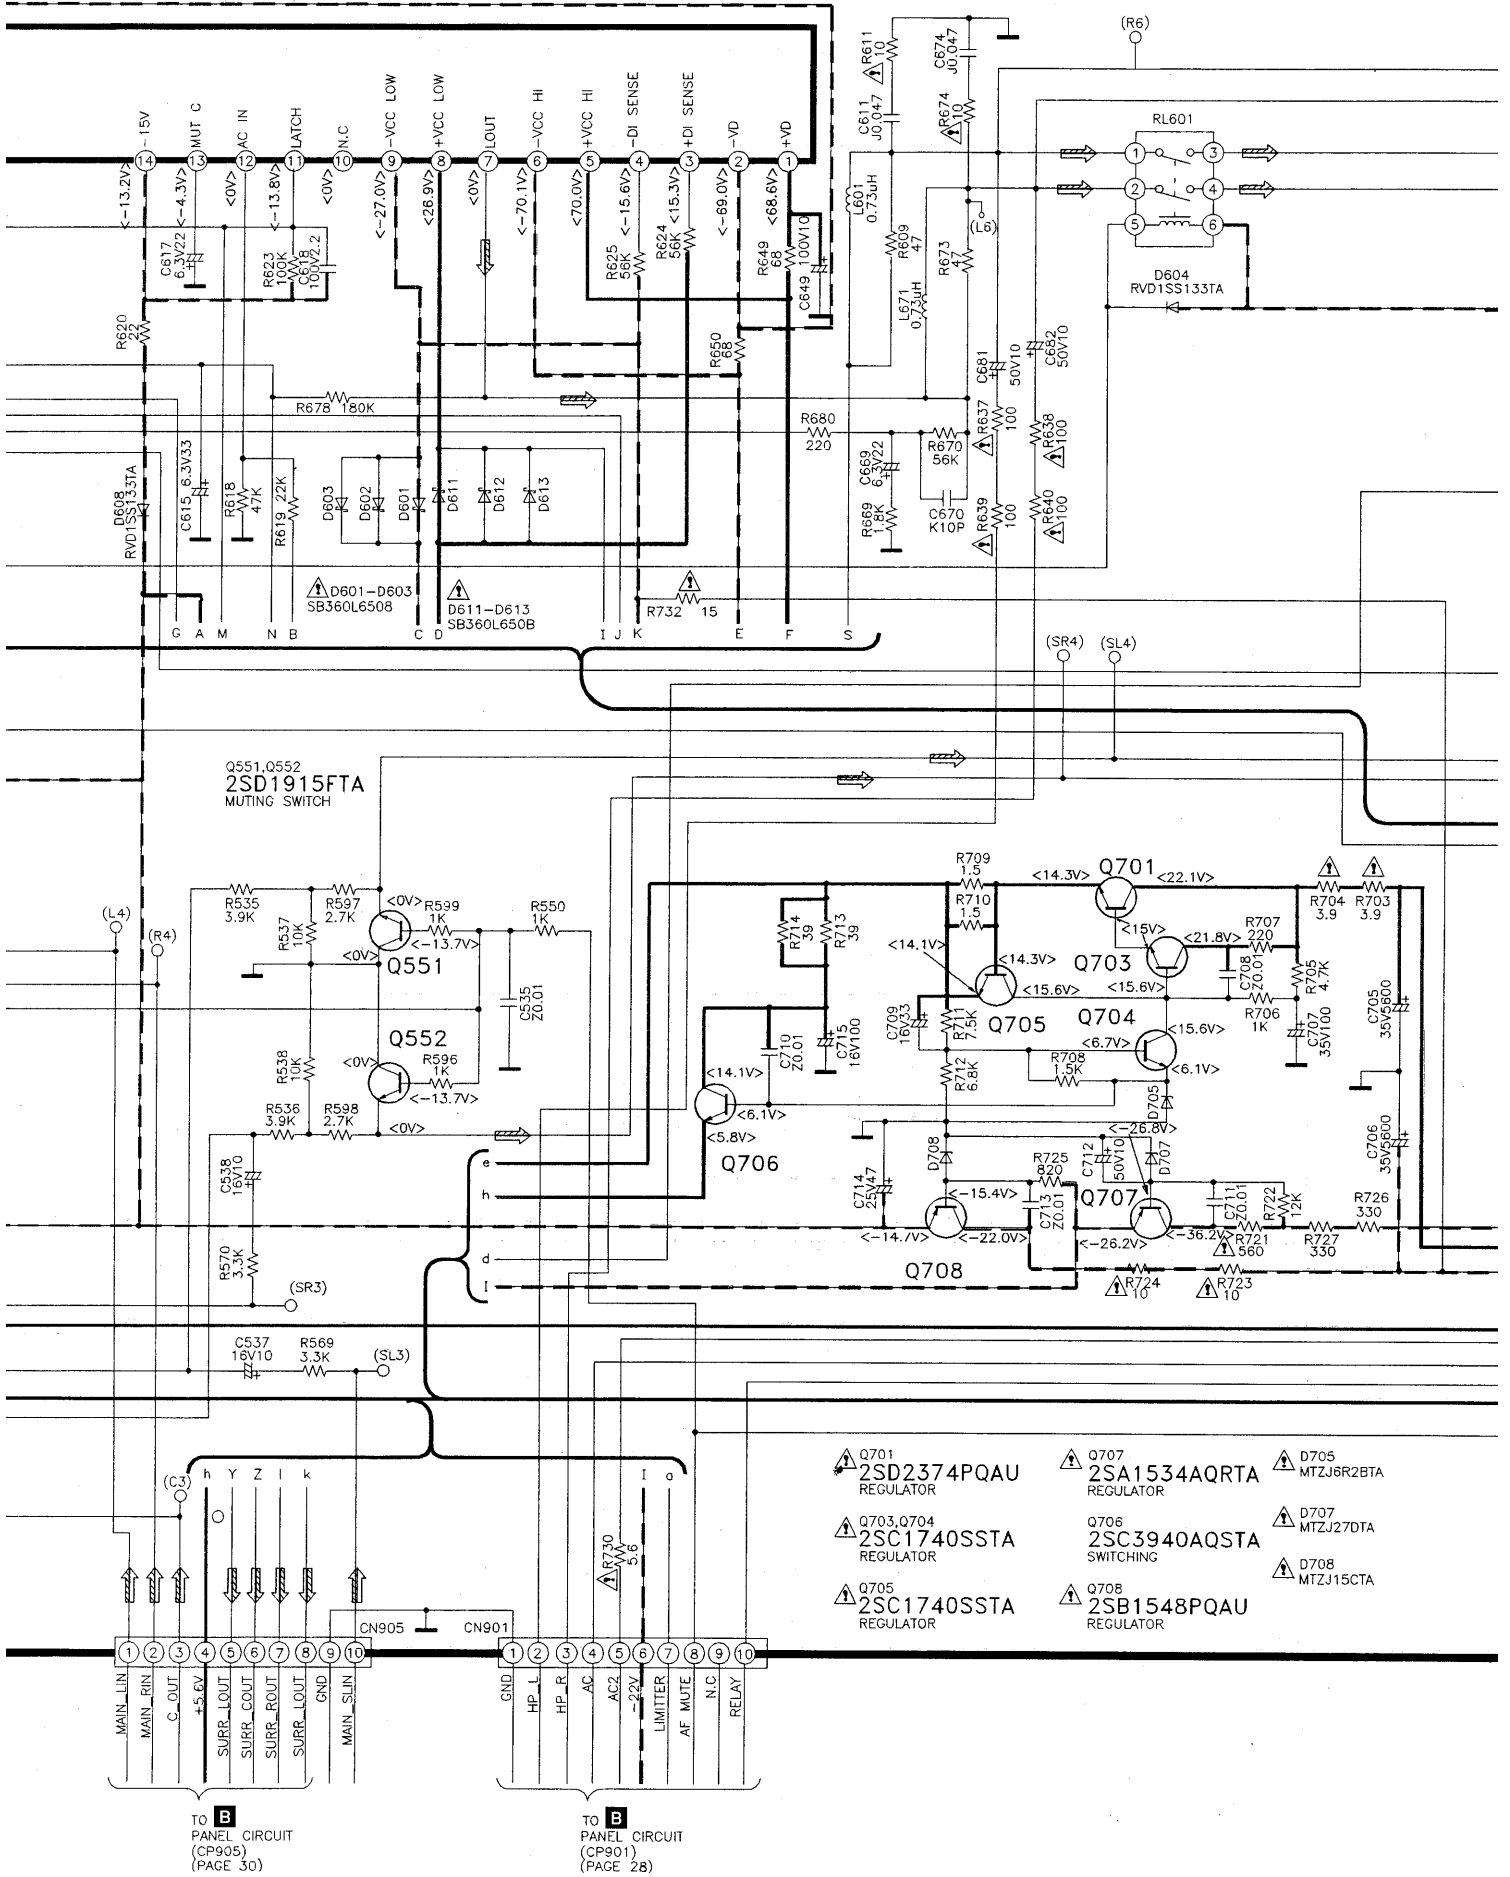 (R6)
R611
10
C674
J0.047
C611
J0.047
R674
10
RL601
-15V
MUT C
AC IN
LATCH
N.C
-VCC LOW
+VCC LOW
LOUT
-VCC HI
+VCC HI
-DI SENSE
+DI SENSE
-VD
+VD
14
13
12
11
10
9
8
7
6
5
4
3
2
1
<-13.2V>
<-4.3V>
<0V>
<-13.8V>
<0V>
<-27.0V>
<26.9V>
<0V>
<-70.1V>
<70.0V>
<-15.6V>
<15.3V>
<-69.0V>
<68.6V>
1
2
3
4
5
6
L601
0.73uH
(L6)
C617
6.3V22
R623
100K
C618
100V2.2
R625
56K
R624
56K
R649
68
C649 100V10
R609
47
R673
47
L671
0.73uH
D604
RVD1SS133TA
R620
22
R650
68
C681
50V10
C682
50V10
R678 180K
R680
220
R670
56K
R637
100
R638
100
C669
6.3V22
C670
K10P
R669
1.8K
R639
100
R640
100
D608
RVD1SS133TA
C615 6.3V33
R618
47K
R619 22K
D603
D602
D601
D611
D612
D613
D601-D603
SB360L6508
D611-D613
SB360L650B
R732 15
G A M N B C D I J K E F S
(SR4)
(SL4)
Q551,Q552
2SD1915FTA
MUTING SWITCH
R535
3.9K
R597
2.7K
R537
10K
<0V>
R599
1K
<-13.7V>
<0V>
Q551
R550
1K
C535
Z0.01
(L4)
(R4)
Q552
<0V>
R596
1K
<-13.7V>
R538
10K
R536
3.9K
R598
2.7K
<0V>
C538
16V10
R570
3.3K
(SR3)
C537
16V10
R569
3.3K
(SL3)
R709
1.5
R710
1.5
<14.3V>
Q701
<22.1V>
R704
3.9
R703
3.9
R714
39
R713
39
<14.1V>
<14.3V>
<15V>
Q703
<21.8V>
R707
220
<15.6V>
<15.6V>
C708
Z0.01
R705
4.7K
R706
1K
C707
35V100
C705
35V5600
C709
16V33
R711
7.5K
Q705
Q704
<15.6V>
<6.7V>
R708
1.5K
<6.1V>
C710
Z0.01
C715
16V100
R712
6.8K
<14.1V>
<6.1V>
<5.8V>
Q706
D705
<-26.8V>
D708
C712
50V10
D707
C706
35V5600
C714
25V47
R725
820
<-15.4V>
C713
Z0.01
Q707
C711
Z0.01
R722
12K
R726
330
<-14.7V>
<-22.0V>
<-26.2V>
<-36.2V>
R721
560
R727
330
Q708
R724
10
R723
10
e
h
d
I
h Y Z l k
(C3)
I a
R730
5.6
Q701
2SD2374PQAU
REGULATOR
Q707
2SA1534AQRTA
REGULATOR
D705
MTZJ6R2BTA
Q703,Q704
2SC1740SSTA
REGULATOR
Q706
2SC3940AQSTA
SWITCHING
D707
MTZJ27DTA
Q705
2SC1740SSTA
REGULATOR
Q708
2SB1548PQAU
REGULATOR
D708
MTZJ15CTA
CN905
CN901
1 2 3 4 5 6 7 8 9 10
1 2 3 4 5 6 7 8 9 10
MAIN_LIN
MAIN_RIN
C_OUT
+5.6V
SURR_LOUT
SURR_COUT
SURR_ROUT
SURR_LOUT
GND
MAIN_SLIN
GND
HP_L
HP_R
AC
AC2
-22V
LIMITTER
AF MUTE
N.C
RELAY
TO B
PANEL CIRCUIT
(CP905)
(PAGE 30)
TO B
PANEL CIRCUIT
(CP901)
(PAGE 28)